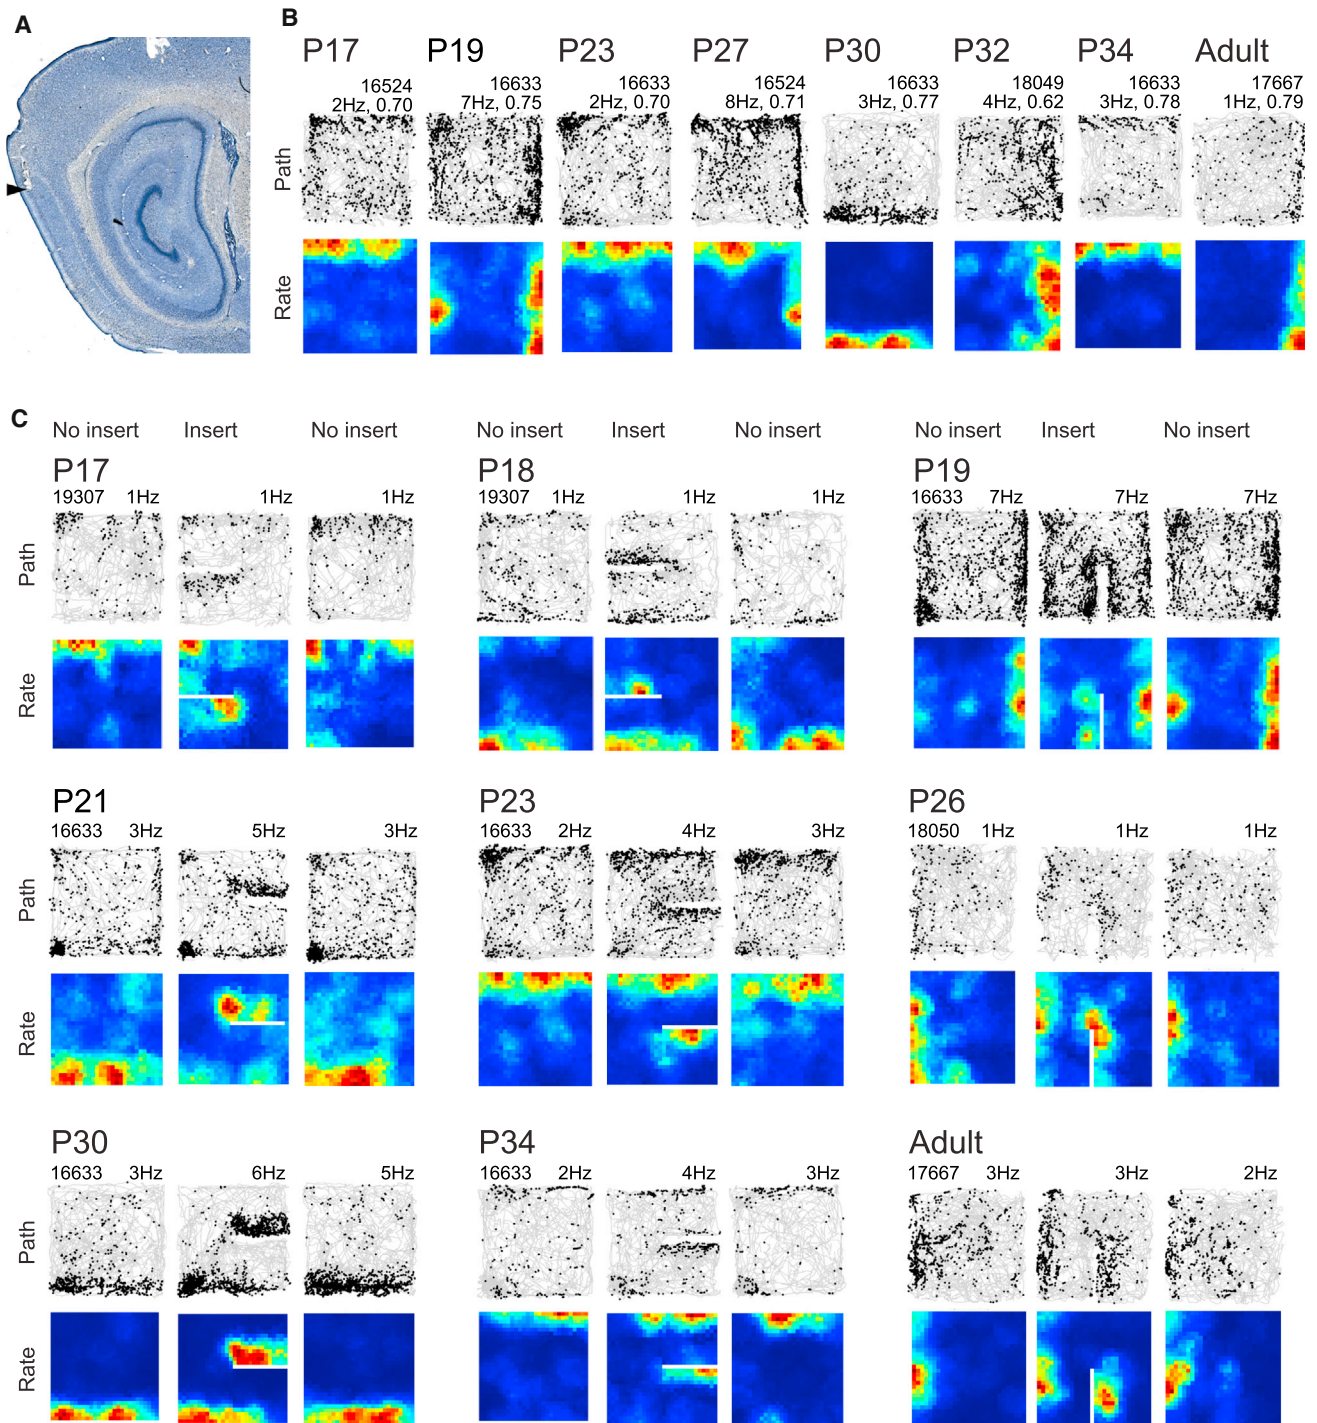 A
B
P17 P19 P23 P27 P30 P32 P34 Adult
16524 16633 16633 16524 16633 18049 16633 17667
2Hz, 0.70 7Hz, 0.75 2Hz, 0.70 8Hz, 0.71 3Hz, 0.77 4Hz, 0.62 3Hz, 0.78 1Hz, 0.79
Path
Rate
C
No insert Insert No insert No insert Insert No insert No insert Insert No insert
P17 P18 P19
19307 1Hz 1Hz 1Hz 19307 1Hz 1Hz 1Hz 16633 7Hz 7Hz 7Hz
Path
Rate
P21 P23 P26
16633 3Hz 5Hz 3Hz 16633 2Hz 4Hz 3Hz 18050 1Hz 1Hz 1Hz
Path
Rate
P30 P34 Adult
16633 3Hz 6Hz 5Hz 16633 2Hz 4Hz 3Hz 17667 3Hz 3Hz 2Hz
Path
Rate